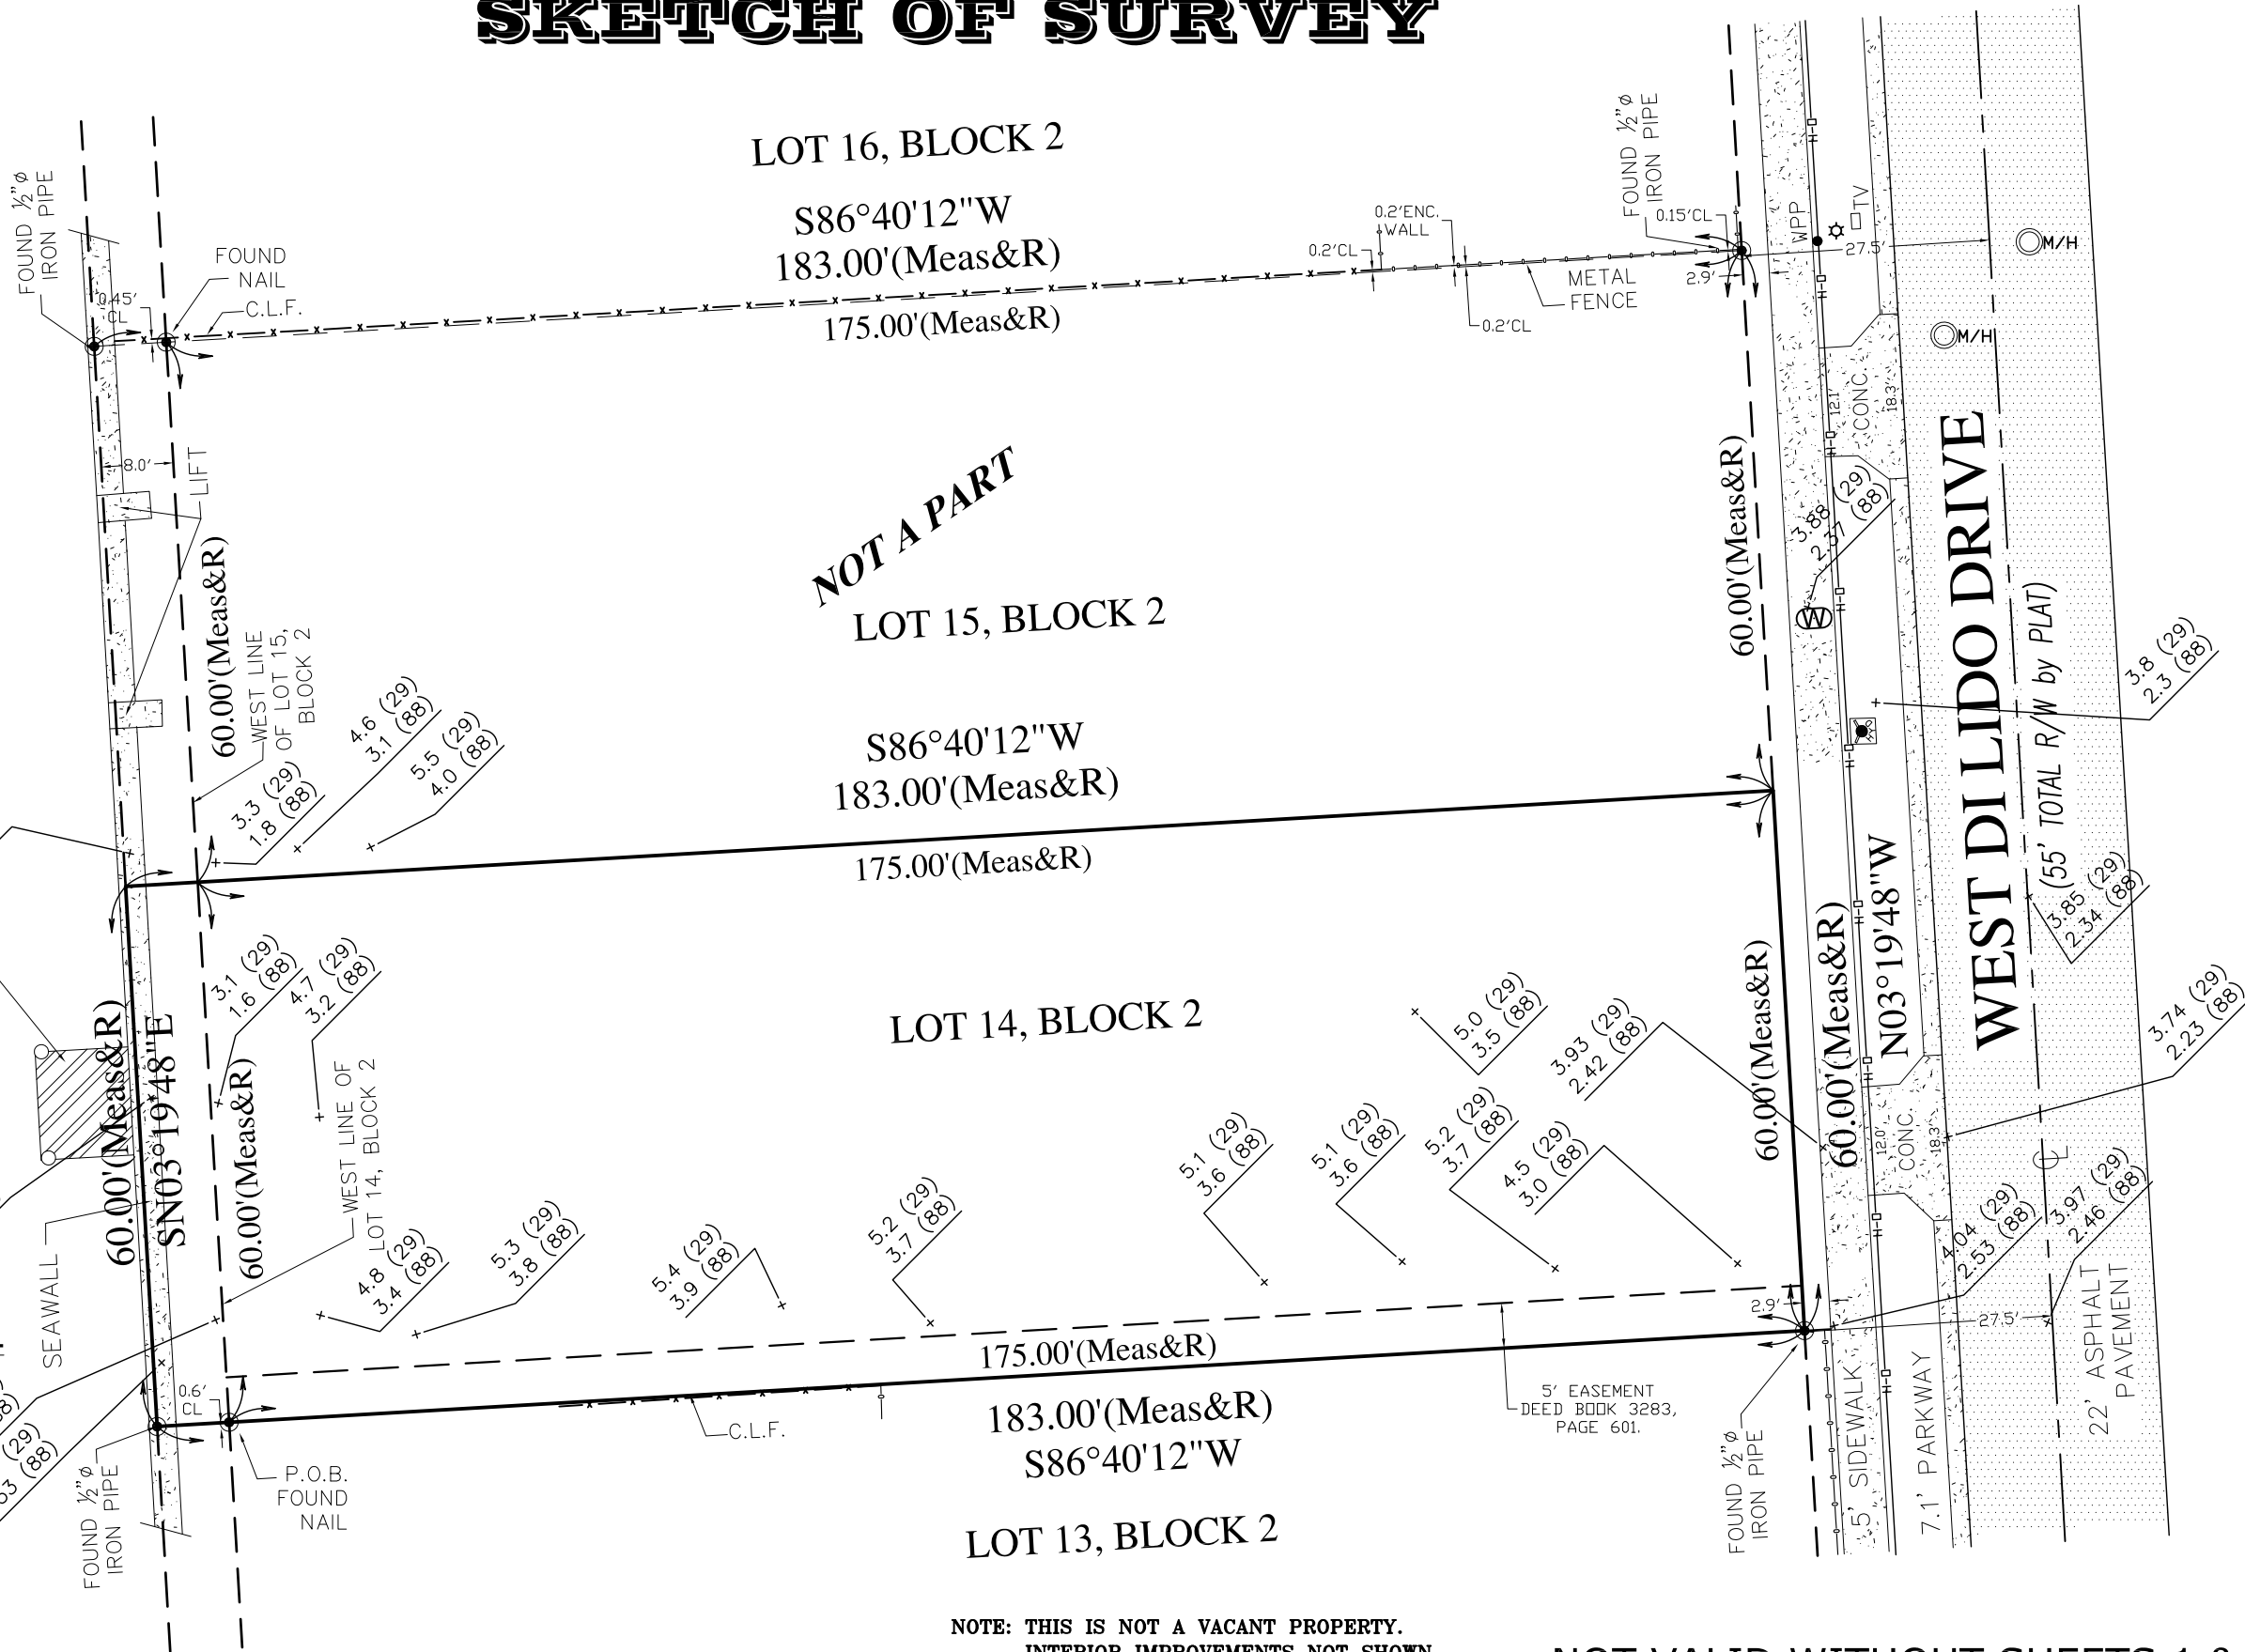 SKETCH OF SURVEY
LOT 16, BLOCK 2
S86°40'12"W
183.00'(Meas&R)
175.00'(Meas&R)
FOUND ½"ø
IRON PIPE
0.45'
CL
FOUND
NAIL
C.L.F.
0.2'CL
0.2'ENC.
WALL
0.2'CL
METAL
FENCE
FOUND ½"ø
IRON PIPE
0.15'CL
2.9'
WPP
TV
27.5'
M/H
M/H
8.0'
LIFT
60.00'(Meas&R)
WEST LINE
OF LOT 15,
BLOCK 2
NOT A PART
LOT 15, BLOCK 2
60.00'(Meas&R)
12.1'
CONC.
18.3'
3.88 (29)
2.37 (88)
W
WEST DI LIDO DRIVE
(55' TOTAL R/W by PLAT)
3.8 (29)
2.3 (88)
3.3 (29)
1.8 (88)
4.6 (29)
3.1 (88)
5.5 (29)
4.0 (88)
S86°40'12"W
183.00'(Meas&R)
175.00'(Meas&R)
3.85 (29)
2.34 (88)
3.1 (29)
1.6 (88)
4.7 (29)
3.2 (88)
LOT 14, BLOCK 2
60.00'(Meas&R)
SN03°19'48"E
60.00'(Meas&R)
WEST LINE OF
LOT 14, BLOCK 2
5.0 (29)
3.5 (88)
3.93 (29)
2.42 (88)
60.00'(Meas&R)
60.00'(Meas&R)
N03°19'48"W
3.74 (29)
2.23 (88)
12.0'
CONC.
18.3'
4.8 (29)
3.4 (88)
5.3 (29)
3.8 (88)
5.4 (29)
3.9 (88)
5.2 (29)
3.7 (88)
5.1 (29)
3.6 (88)
5.1 (29)
3.6 (88)
5.2 (29)
3.7 (88)
4.5 (29)
3.0 (88)
4.04 (29)
2.53 (88)
3.97 (29)
2.46 (88)
SEAWALL
175.00'(Meas&R)
2.9'
27.5'
0.6'
CL
C.L.F.
183.00'(Meas&R)
S86°40'12"W
5' EASEMENT
DEED BOOK 3283,
PAGE 601.
22' ASPHALT
PAVEMENT
5' SIDEWALK
7.1' PARKWAY
(29)
53 (88)
FOUND ½"ø
IRON PIPE
P.O.B.
FOUND
NAIL
FOUND ½"ø
IRON PIPE
LOT 13, BLOCK 2
NOTE: THIS IS NOT A VACANT PROPERTY.
INTERIOR IMPROVEMENTS NOT SHOWN
NOT VALID WITHOUT SHEETS 1